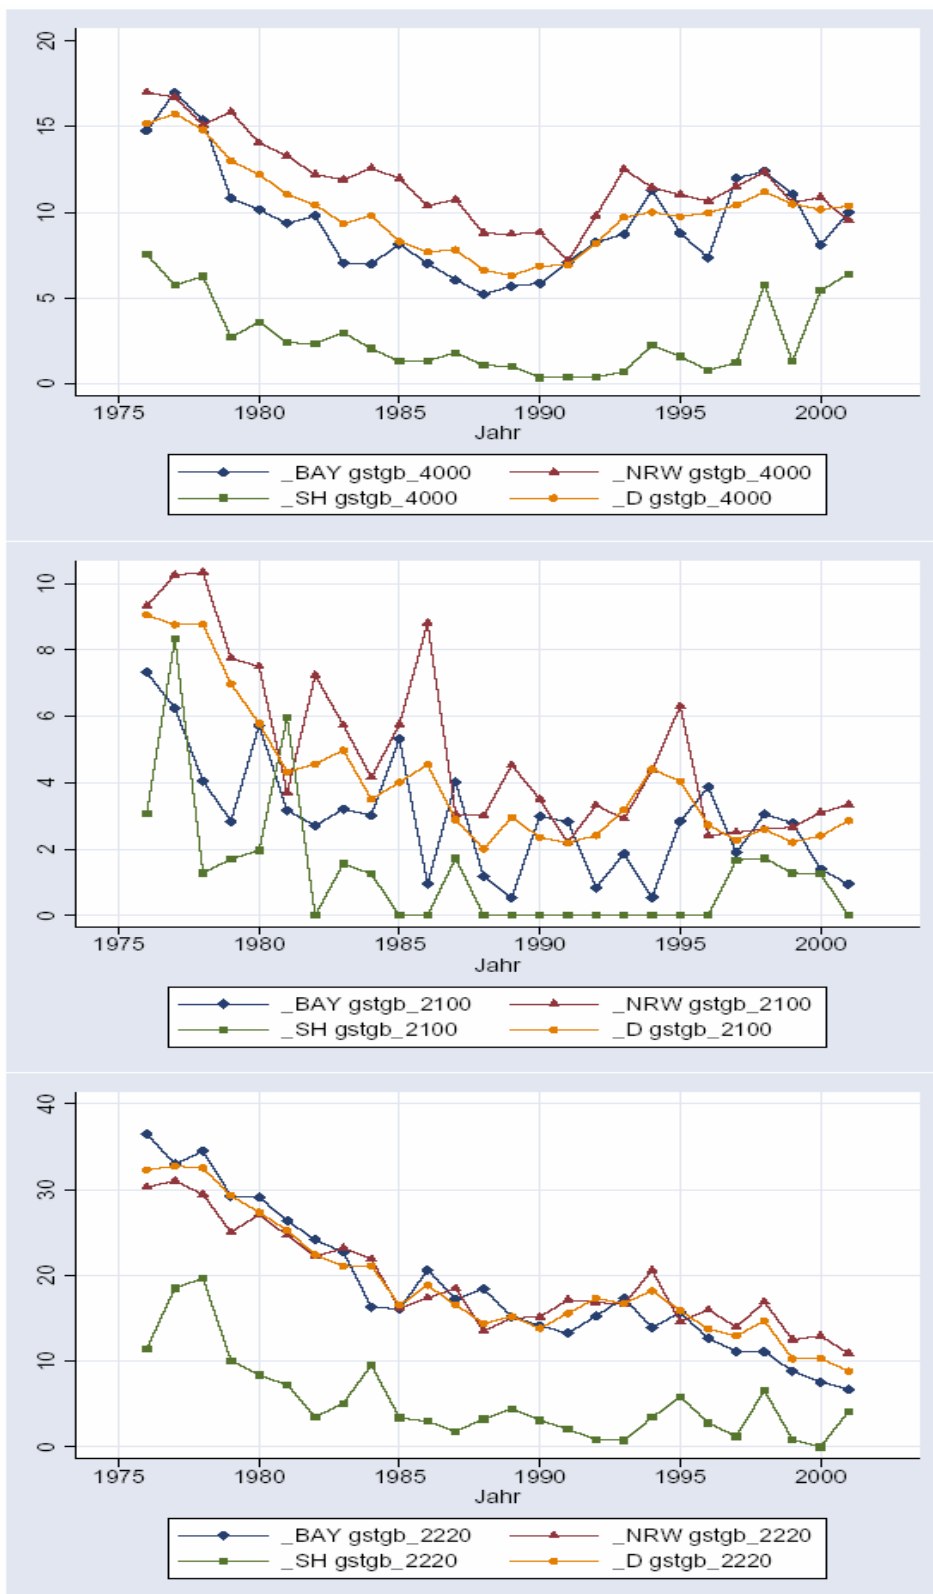 20
15
10
5
0
1975 1980 1985 1990 1995 2000
Jahr
_BAY gstgb_4000 _NRW gstgb_4000
_SH gstgb_4000 _D gstgb_4000
10
8
6
4
2
0
1975 1980 1985 1990 1995 2000
Jahr
_BAY gstgb_2100 _NRW gstgb_2100
_SH gstgb_2100 _D gstgb_2100
40
30
20
10
0
1975 1980 1985 1990 1995 2000
Jahr
_BAY gstgb_2220 _NRW gstgb_2220
_SH gstgb_2220 _D gstgb_2220